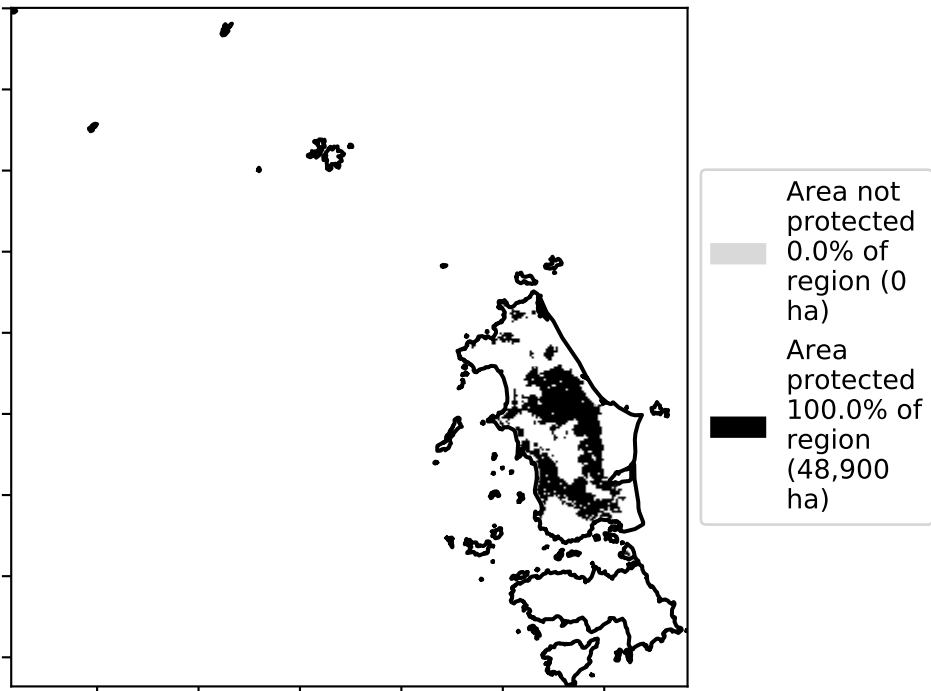 Area not
protected
0.0% of
region (0
ha)
Area
protected
100.0% of
region
(48,900
ha)